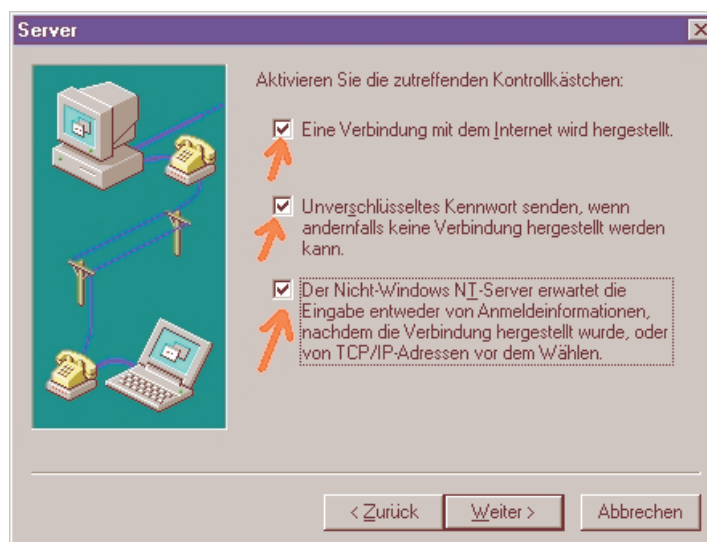 Server
Aktivieren Sie die zutreffenden Kontrollkästchen:
Eine Verbindung mit dem Internet wird hergestellt.
Unverschlüsseltes Kennwort senden, wenn
andernfalls keine Verbindung hergestellt werden
kann.
Der Nicht-Windows NT-Server erwartet die
Eingabe entweder von Anmeldeinformationen,
nachdem die Verbindung hergestellt wurde, oder
von TCP/IP-Adressen vor dem Wählen.
< Zurück
Weiter >
Abbrechen